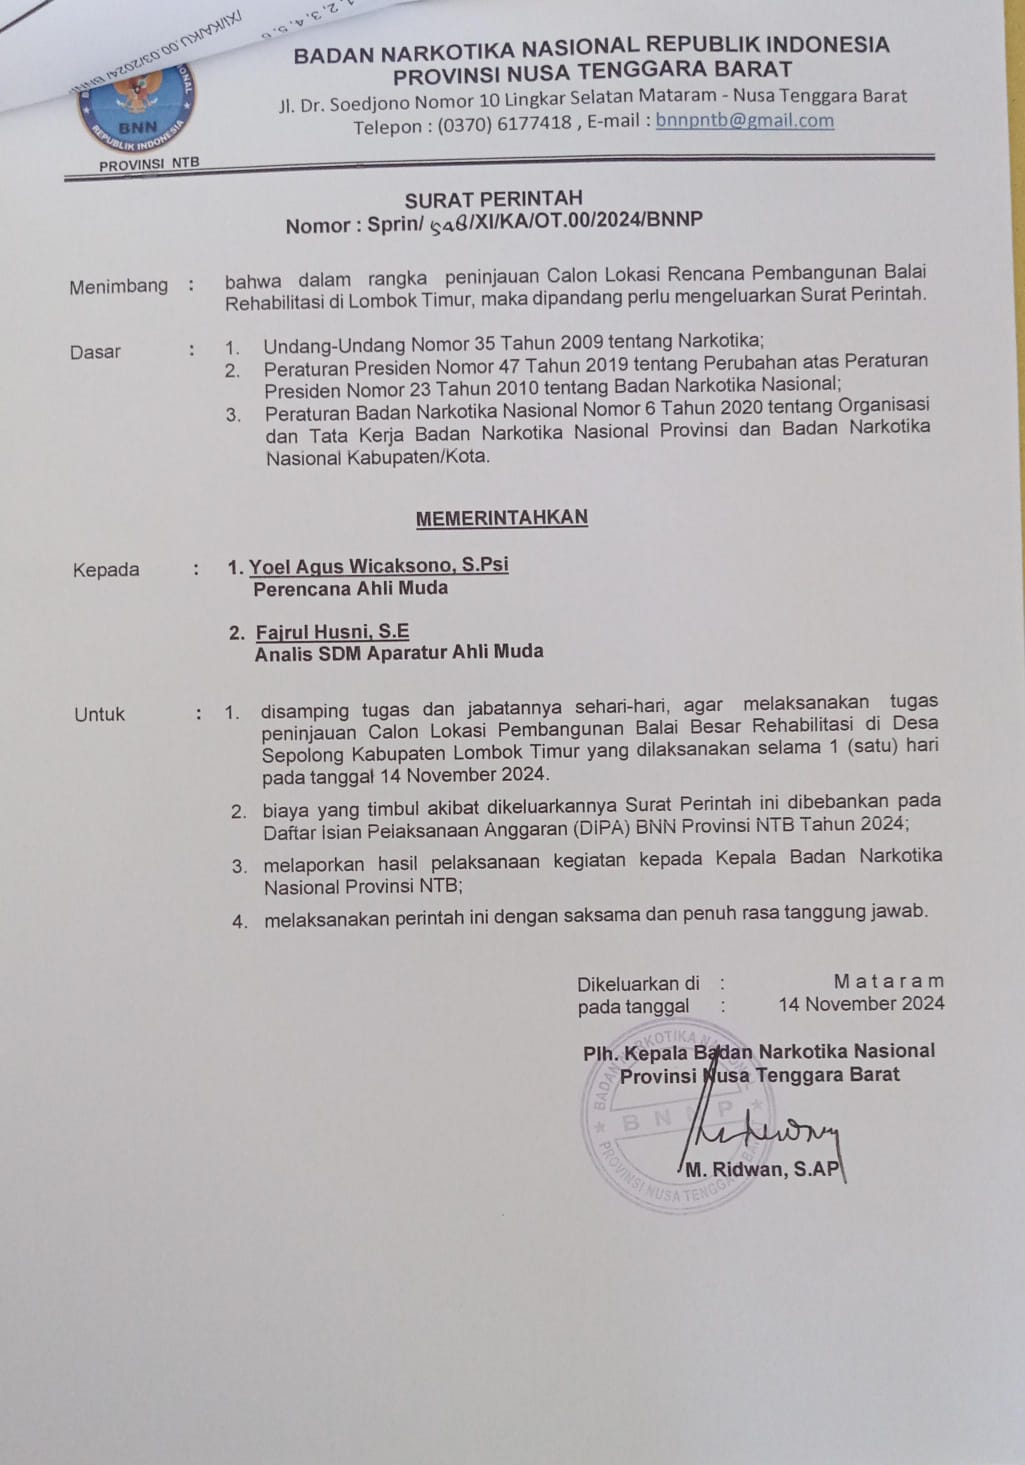 IX/KA/KU.00.03/2024/ BNN
2, 3, 4, 5, 6
BADAN NARKOTIKA NASIONAL REPUBLIK INDONESIA
PROVINSI NUSA TENGGARA BARAT
Jl. Dr. Soedjono Nomor 10 Lingkar Selatan Mataram - Nusa Tenggara Barat
Telepon : (0370) 6177418 , E-mail : bnnpntb@gmail.com
BNN
REPUBLIK INDONESIA
PROVINSI NTB
SURAT PERINTAH
Nomor : Sprin/ /XI/KA/OT.00/2024/BNNP
Menimbang : bahwa dalam rangka peninjauan Calon Lokasi Rencana Pembangunan Balai
Rehabilitasi di Lombok Timur, maka dipandang perlu mengeluarkan Surat Perintah.
Dasar : 1. Undang-Undang Nomor 35 Tahun 2009 tentang Narkotika;
2. Peraturan Presiden Nomor 47 Tahun 2019 tentang Perubahan atas Peraturan
Presiden Nomor 23 Tahun 2010 tentang Badan Narkotika Nasional;
3. Peraturan Badan Narkotika Nasional Nomor 6 Tahun 2020 tentang Organisasi
dan Tata Kerja Badan Narkotika Nasional Provinsi dan Badan Narkotika
Nasional Kabupaten/Kota.
MEMERINTAHKAN
Kepada : 1. Yoel Agus Wicaksono, S.Psi
Perencana Ahli Muda
2. Fajrul Husni, S.E
Analis SDM Aparatur Ahli Muda
Untuk : 1. disamping tugas dan jabatannya sehari-hari, agar melaksanakan tugas
peninjauan Calon Lokasi Pembangunan Balai Besar Rehabilitasi di Desa
Sepolong Kabupaten Lombok Timur yang dilaksanakan selama 1 (satu) hari
pada tanggal 14 November 2024.
2. biaya yang timbul akibat dikeluarkannya Surat Perintah ini dibebankan pada
Daftar Isian Pelaksanaan Anggaran (DIPA) BNN Provinsi NTB Tahun 2024;
3. melaporkan hasil pelaksanaan kegiatan kepada Kepala Badan Narkotika
Nasional Provinsi NTB;
4. melaksanakan perintah ini dengan saksama dan penuh rasa tanggung jawab.
Dikeluarkan di : Mataram
pada tanggal : 14 November 2024
Plh. Kepala Badan Narkotika Nasional
Provinsi Nusa Tenggara Barat
BADAN NARKOTIKA NASIONAL
BNNP
PROVINSI NUSA TENGGARA BARAT
M. Ridwan, S.AP